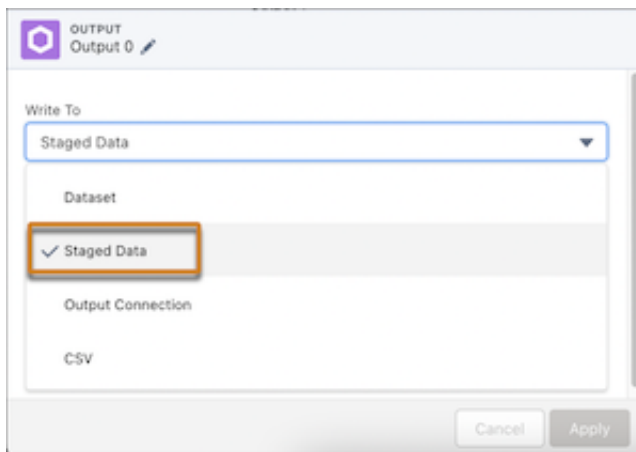 OUTPUT
Output 0
Write To
Staged Data
Dataset
Staged Data
Output Connection
CSV
Cancel
Apply